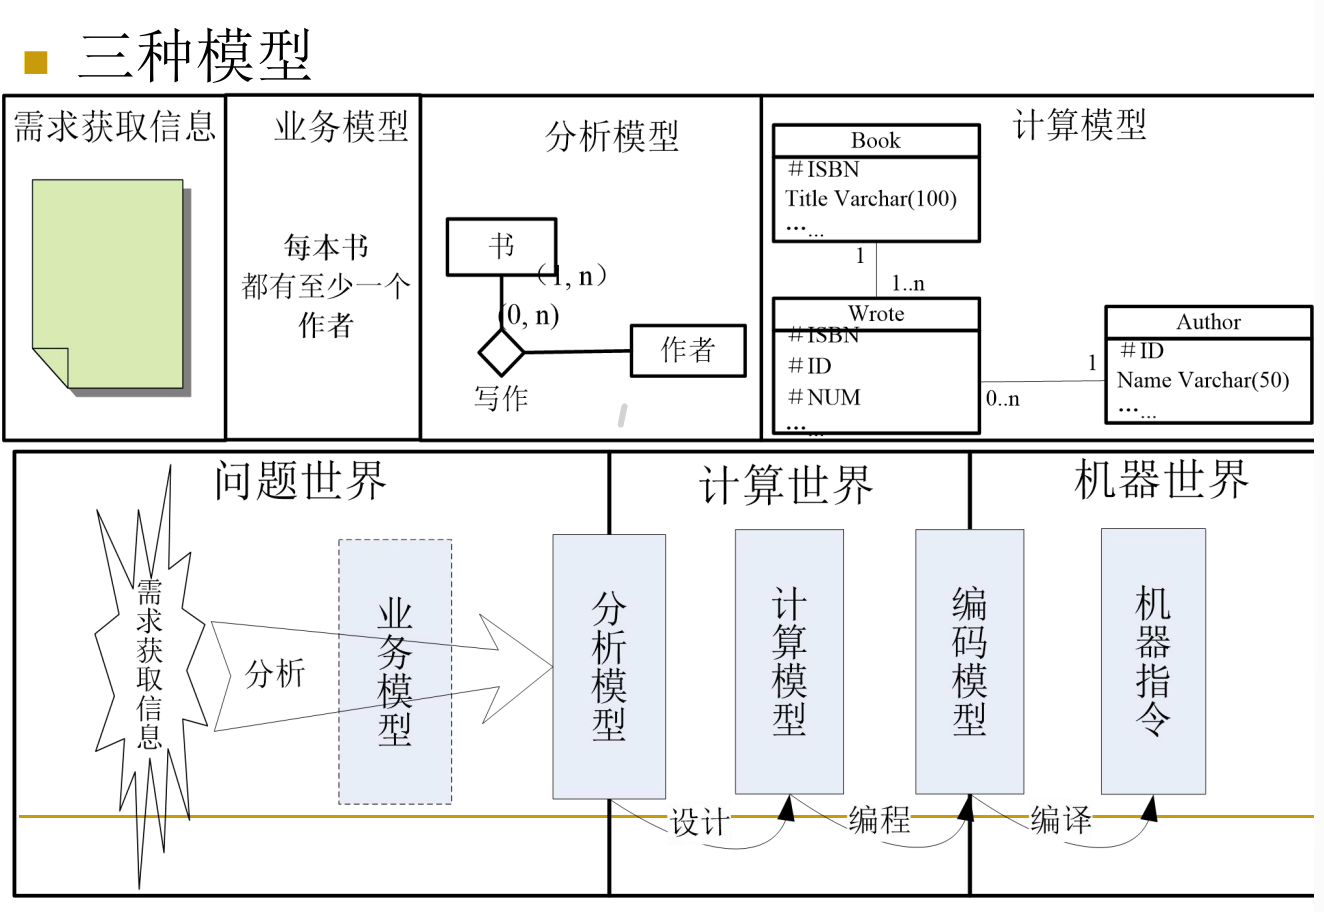 三种模型
需求获取信息
业务模型
每本书
都有至少一个
作者
分析模型
书
(1, n)
(0, n)
作者
写作
计算模型
Book
#ISBN
Title Varchar(100)
......
1
1..n
Wrote
#ISBN
#ID
#NUM
......
0..n
1
Author
#ID
Name Varchar(50)
......
问题世界
计算世界
机器世界
需求获取信息
分析
业务模型
分析模型
计算模型
编码模型
机器指令
设计
编程
编译